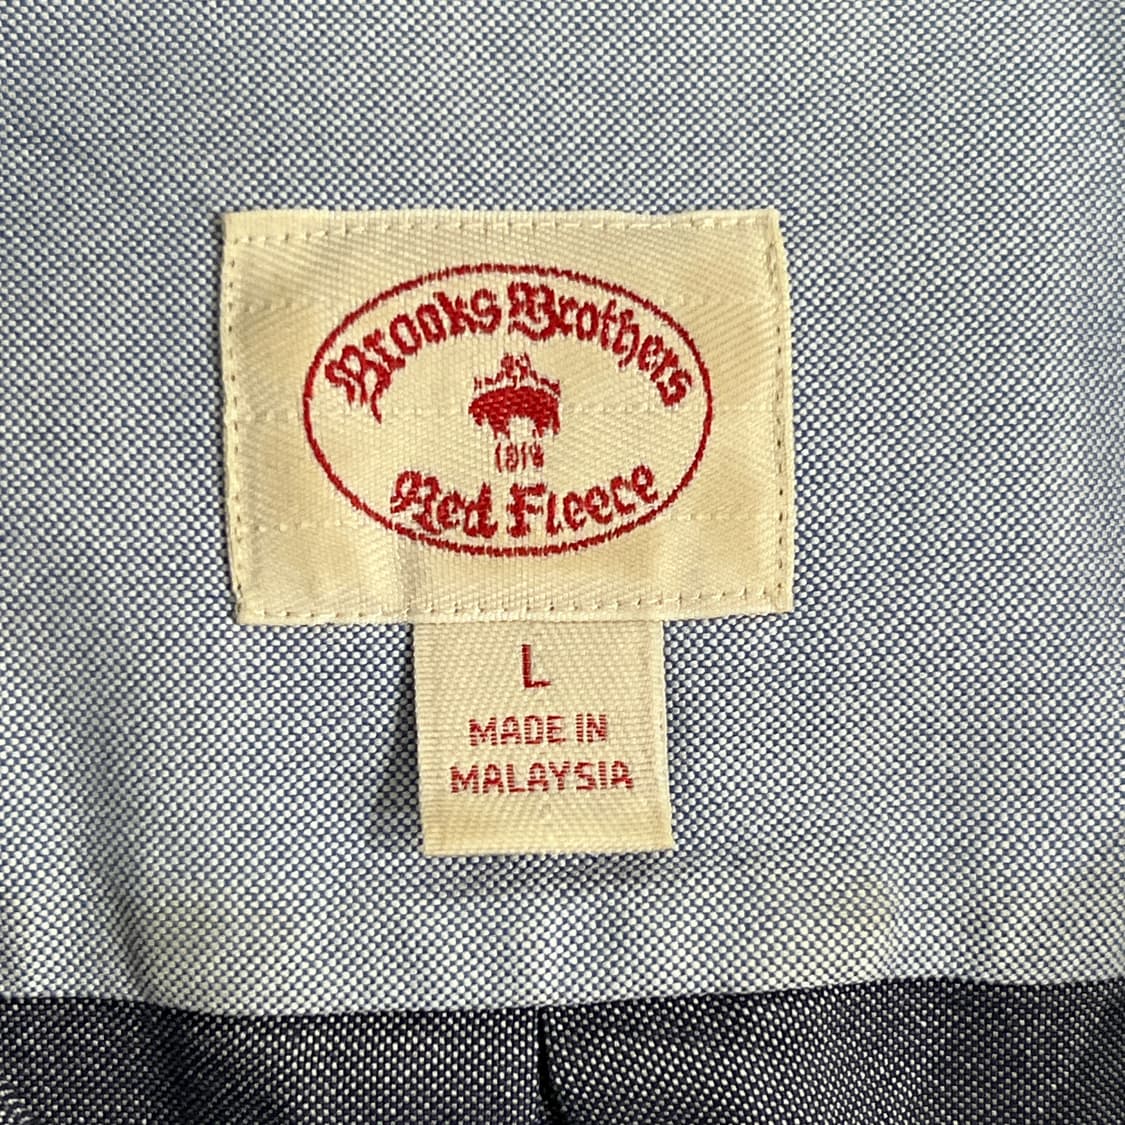 Brooks Brothers
1818
Red Fleece
L
MADE IN
MALAYSIA